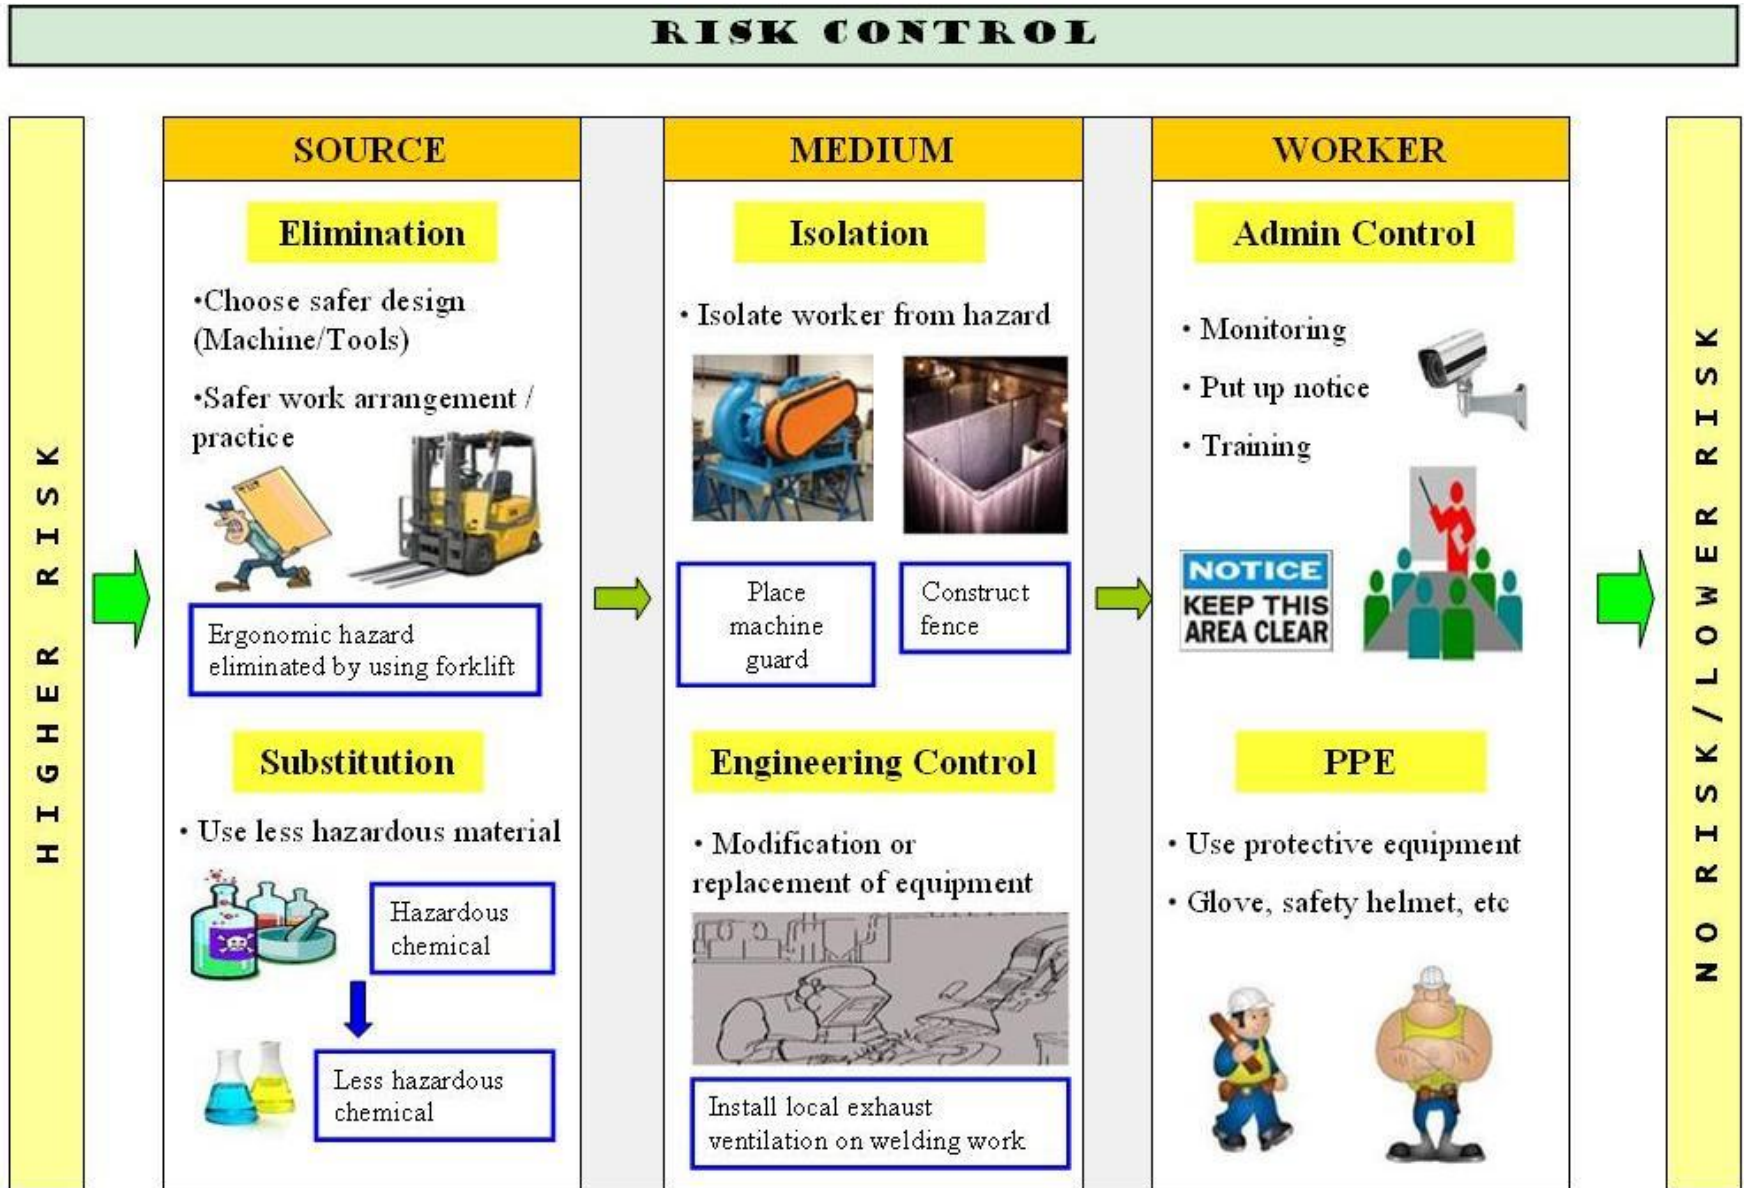 RISK CONTROL
HIGHER RISK
SOURCE
Elimination
•Choose safer design
(Machine/Tools)
•Safer work arrangement /
practice
Ergonomic hazard
eliminated by using forklift
Substitution
• Use less hazardous material
Hazardous
chemical
Less hazardous
chemical
MEDIUM
Isolation
• Isolate worker from hazard
Place
machine
guard
Construct
fence
Engineering Control
• Modification or
replacement of equipment
Install local exhaust
ventilation on welding work
WORKER
Admin Control
• Monitoring
• Put up notice
• Training
NOTICE
KEEP THIS
AREA CLEAR
PPE
• Use protective equipment
• Glove, safety helmet, etc
NO RISK/LOWER RISK